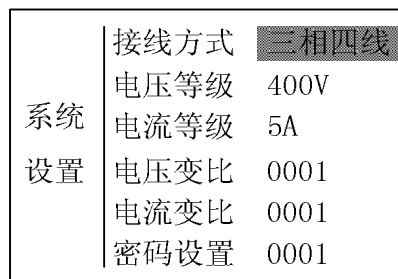 系统
设置
接线方式 三相四线
电压等级 400V
电流等级 5A
电压变比 0001
电流变比 0001
密码设置 0001